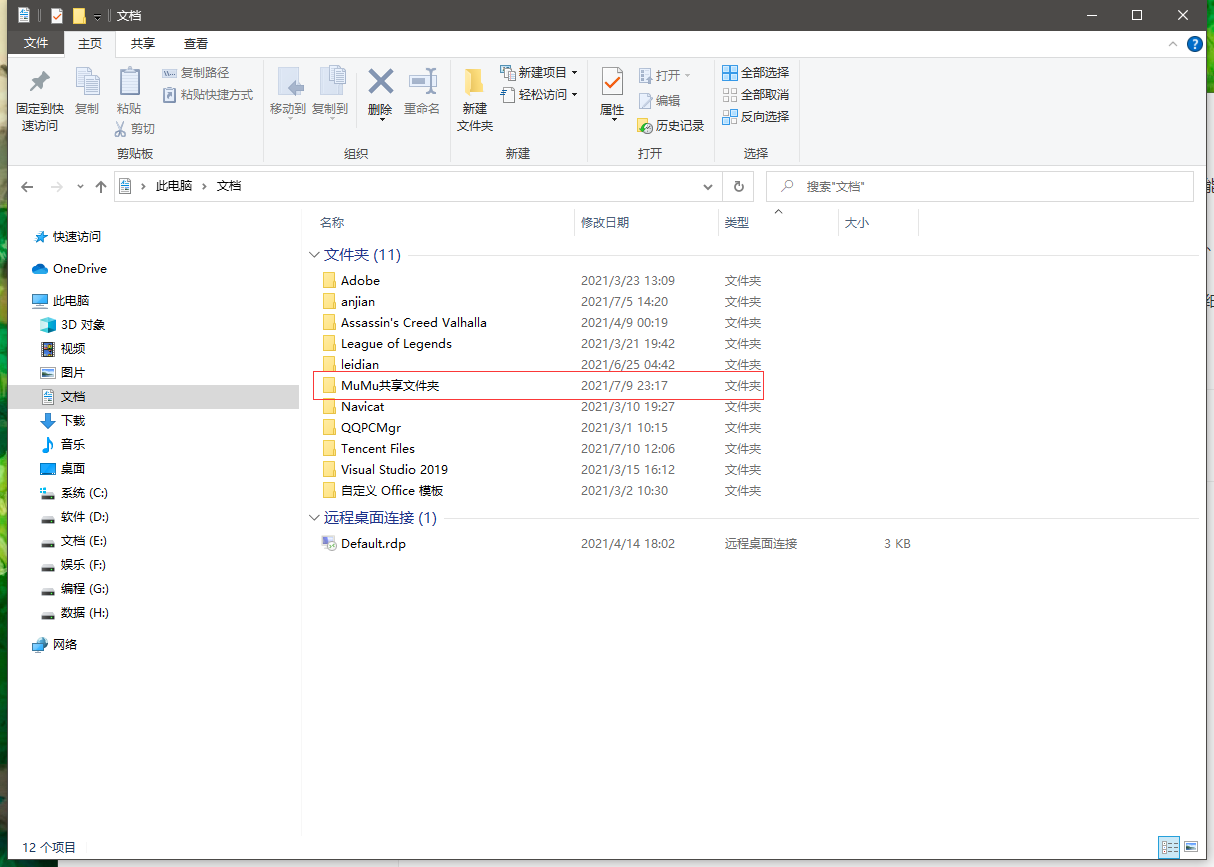 文档
文件 主页 共享 查看
固定到快速访问
复制
粘贴
复制路径
粘贴快捷方式
剪切
剪贴板
移动到
复制到
删除
重命名
组织
新建文件夹
新建项目
轻松访问
新建
属性
打开
编辑
历史记录
打开
全部选择
全部取消
反向选择
选择
此电脑 › 文档
搜索"文档"
快速访问
OneDrive
此电脑
3D 对象
视频
图片
文档
下载
音乐
桌面
系统 (C:)
软件 (D:)
文档 (E:)
娱乐 (F:)
编程 (G:)
数据 (H:)
网络
名称 修改日期 类型 大小
文件夹 (11)
Adobe 2021/3/23 13:09 文件夹
anjian 2021/7/5 14:20 文件夹
Assassin's Creed Valhalla 2021/4/9 00:19 文件夹
League of Legends 2021/3/21 19:42 文件夹
leidian 2021/6/25 04:42 文件夹
MuMu共享文件夹 2021/7/9 23:17 文件夹
Navicat 2021/3/10 19:27 文件夹
QQPCMgr 2021/3/1 10:15 文件夹
Tencent Files 2021/7/10 12:06 文件夹
Visual Studio 2019 2021/3/15 16:12 文件夹
自定义 Office 模板 2021/3/2 10:30 文件夹
远程桌面连接 (1)
Default.rdp 2021/4/14 18:02 远程桌面连接 3 KB
12 个项目